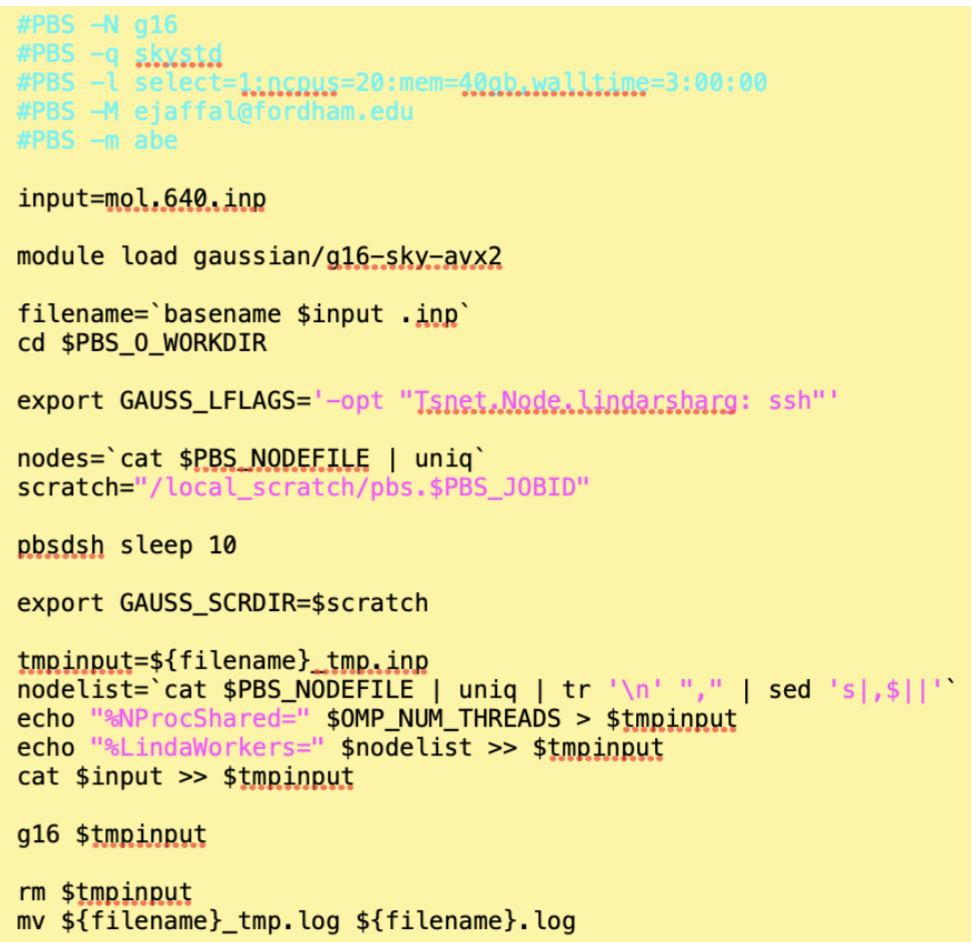 #PBS -N g16
#PBS -q skystd
#PBS -l select=1:ncpus=20:mem=40gb,walltime=3:00:00
#PBS -M ejaffal@fordham.edu
#PBS -m abe
input=mol.640.inp
module load gaussian/g16-sky-avx2
filename=`basename $input .inp`
cd $PBS_O_WORKDIR
export GAUSS_LFLAGS='-opt "Tsnet.Node.lindarsharg: ssh"'
nodes=`cat $PBS_NODEFILE | uniq`
scratch="/local_scratch/pbs.$PBS_JOBID"
pbsdsh sleep 10
export GAUSS_SCRDIR=$scratch
tmpinput=${filename}_tmp.inp
nodelist=`cat $PBS_NODEFILE | uniq | tr '\n' "," | sed 's|,$||'`
echo "%NProcShared=" $OMP_NUM_THREADS > $tmpinput
echo "%LindaWorkers=" $nodelist >> $tmpinput
cat $input >> $tmpinput
g16 $tmpinput
rm $tmpinput
mv ${filename}_tmp.log ${filename}.log